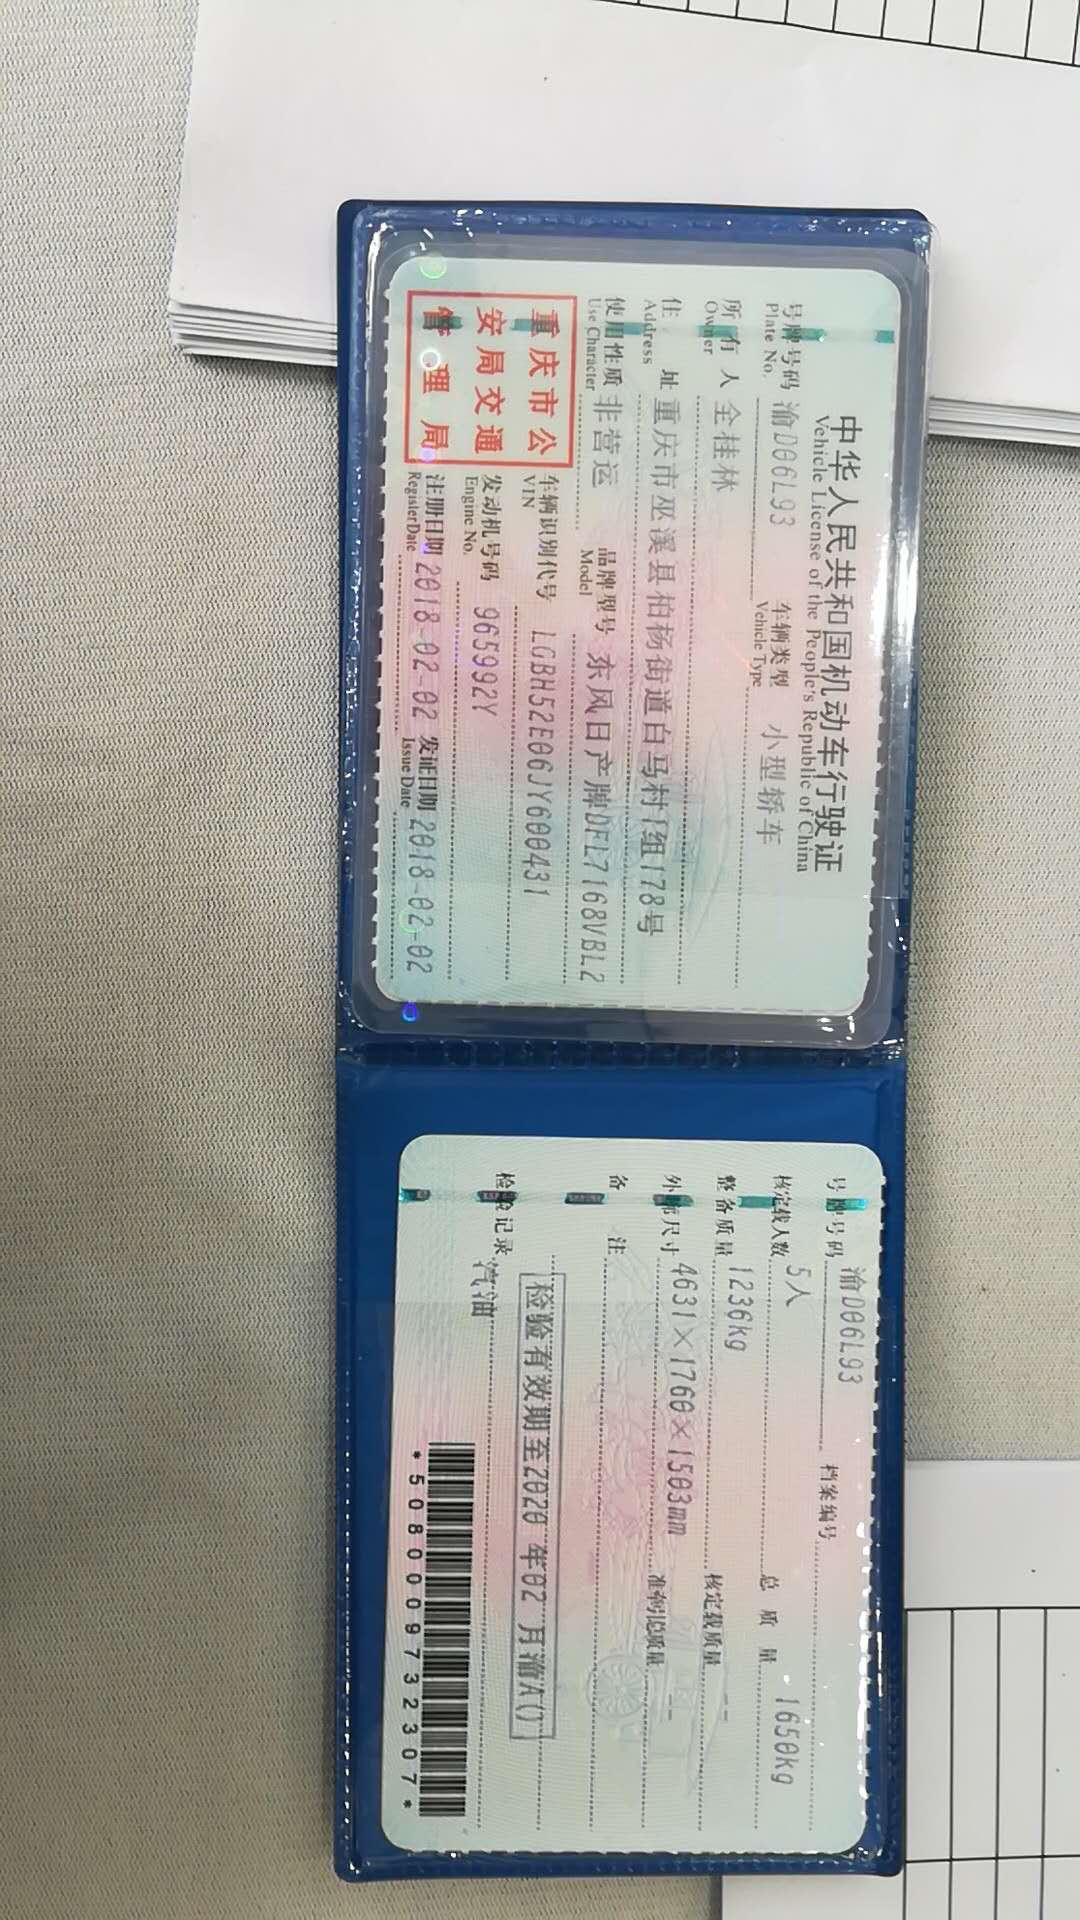 中华人民共和国机动车行驶证
Vehicle License of the People's Republic of China
号牌号码 渝D06L93 车辆类型 小型轿车
Plate No. Vehicle Type
所有人 全桂林
Owner
住址 重庆市巫溪县柏杨街道白马村1组178号
Address
使用性质 非营运 品牌型号 东风日产牌DFL7168VBL2
Use Character Model
重庆市公
安局交通
管理局
车辆识别代号 LGBH52E06JY600431
VIN
发动机号码 965992Y
Engine No.
注册日期 2018-02-02 发证日期 2018-02-02
Register Date Issue Date
号牌号码 渝D06L93 档案编号
核定载人数 5人 总质量 1650kg
整备质量 1236kg 核定载质量 --
外廓尺寸 4631×1760×1503mm 准牵引总质量 --
备注
检验有效期至2020年02月渝A()
检验记录 汽油
*5080009732307*